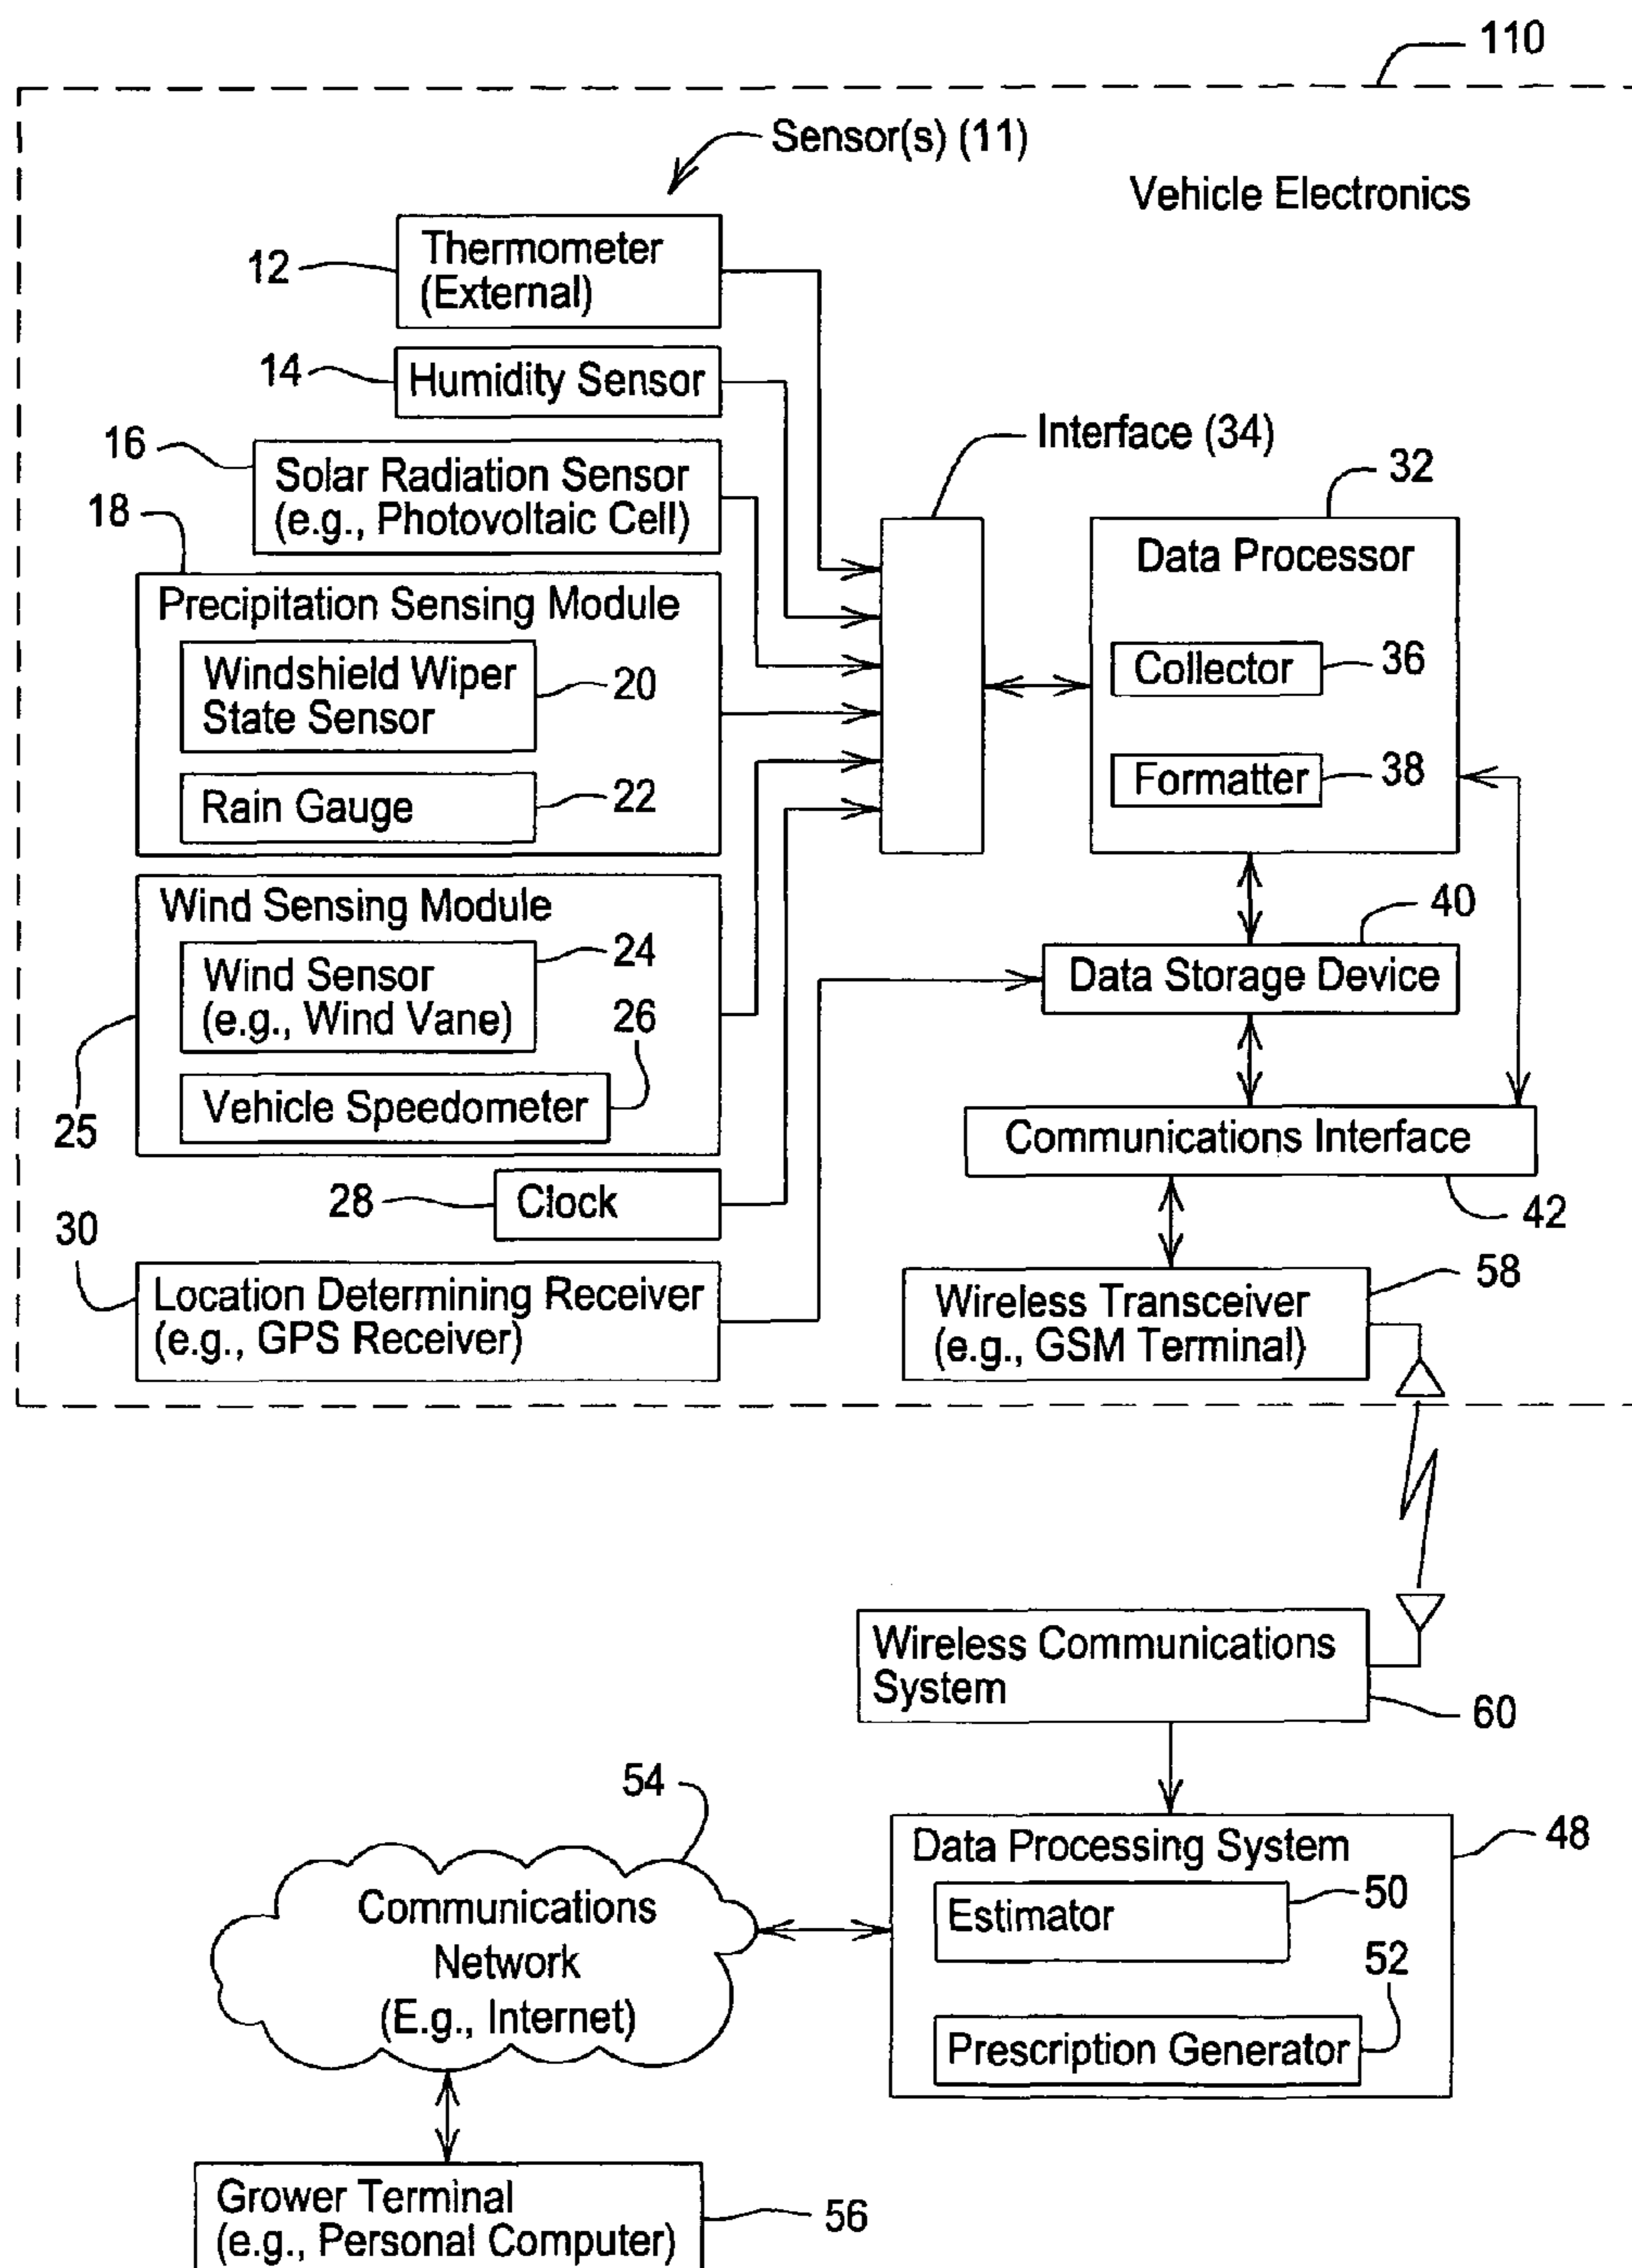 110
Sensor(s) (11)
Vehicle Electronics
12
Thermometer
(External)
14
Humidity Sensor
16
Solar Radiation Sensor
(e.g., Photovoltaic Cell)
Interface (34)
32
Data Processor
Collector
36
Formatter
38
18
Precipitation Sensing Module
Windshield Wiper
State Sensor
20
Rain Gauge
22
Wind Sensing Module
Wind Sensor
(e.g., Wind Vane)
24
26
Vehicle Speedometer
25
40
Data Storage Device
Communications Interface
42
28
Clock
30
Location Determining Receiver
(e.g., GPS Receiver)
Wireless Transceiver
(e.g., GSM Terminal)
58
Wireless Communications
System
60
54
Communications
Network
(E.g., Internet)
Data Processing System
48
Estimator
50
52
Prescription Generator
Grower Terminal
(e.g., Personal Computer)
56